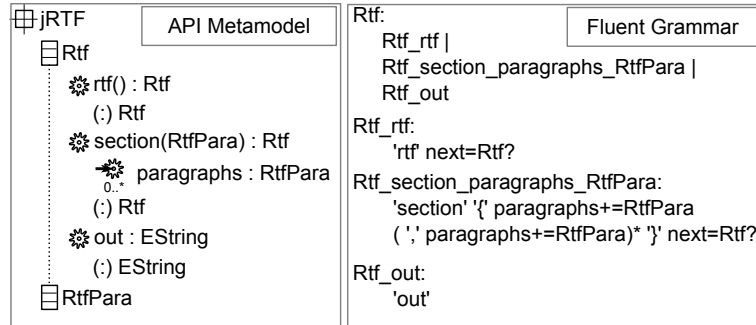 jRTF
API Metamodel
Rtf
rtf() : Rtf
(:) Rtf
section(RtfPara) : Rtf
0..*
paragraphs : RtfPara
(:) Rtf
out : EString
(:) EString
RtfPara
Rtf:
Fluent Grammar
Rtf_rtf |
Rtf_section_paragraphs_RtfPara |
Rtf_out
Rtf_rtf:
'rtf' next=Rtf?
Rtf_section_paragraphs_RtfPara:
'section' '{' paragraphs+=RtfPara
( ',' paragraphs+=RtfPara)* '}' next=Rtf?
Rtf_out:
'out'